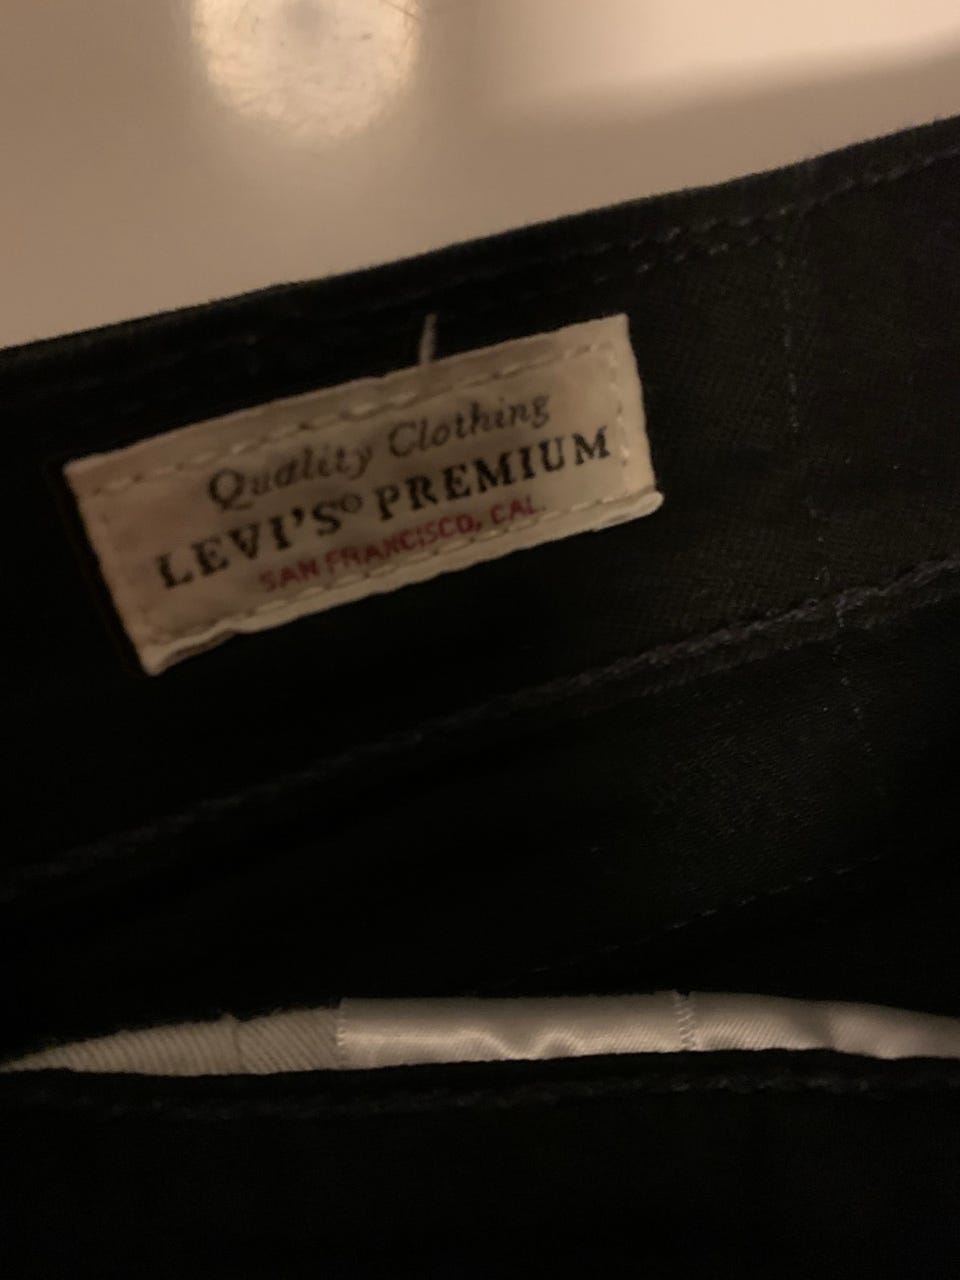 Quality Clothing
LEVI'S® PREMIUM
SAN FRANCISCO, CAL.